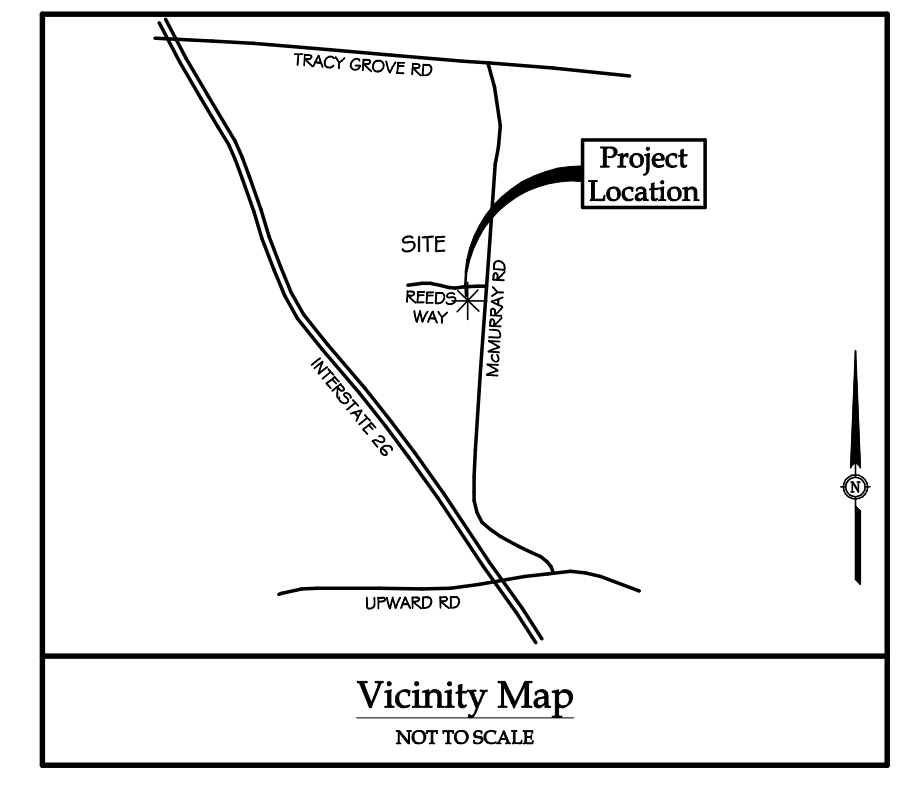 TRACY GROVE RD
Project
Location
SITE
REEDS
WAY
McMURRAY RD
INTERSTATE 26
N
UPWARD RD
Vicinity Map
NOT TO SCALE